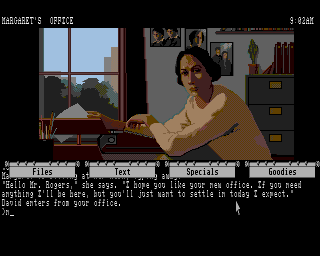 MARGARET'S OFFICE 9:02AM
Files Text Specials Goodies
"Hello Mr. Rogers," she says. "I hope you like your new office. If you need
anything I'll be here, but you'll just want to settle in today I expect."
David enters from your office.
>n_